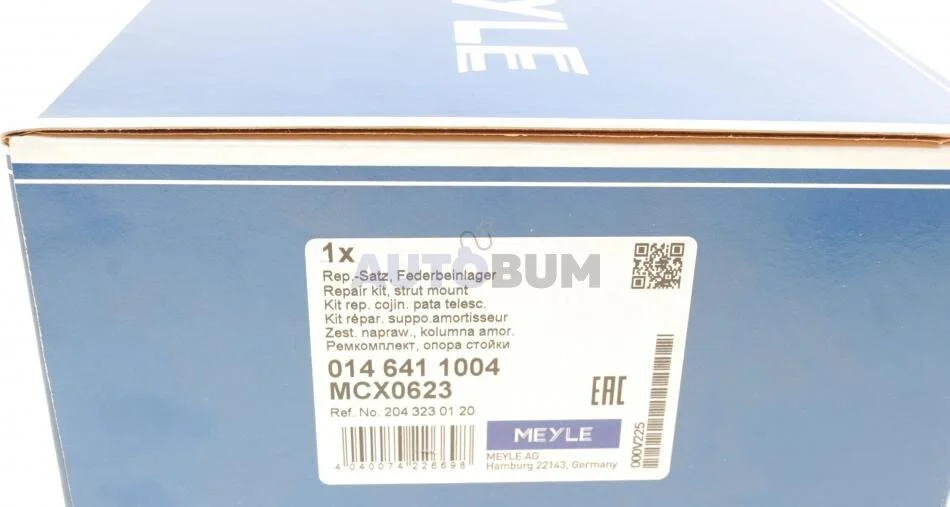 MEYLE
1x
AUTOBUM
Rep.-Satz, Federbeinlager
Repair kit, strut mount
Kit rep. cojin. pata telesc.
Kit répar. suppo.amortisseur
Zest. napraw., kolumna amor.
Ремкомплект, опора стойки
014 641 1004
MCX0623
Ref. No. 204 323 01 20
EAC
4 040074 226698
MEYLE
MEYLE AG
Hamburg 22143, Germany
000V225